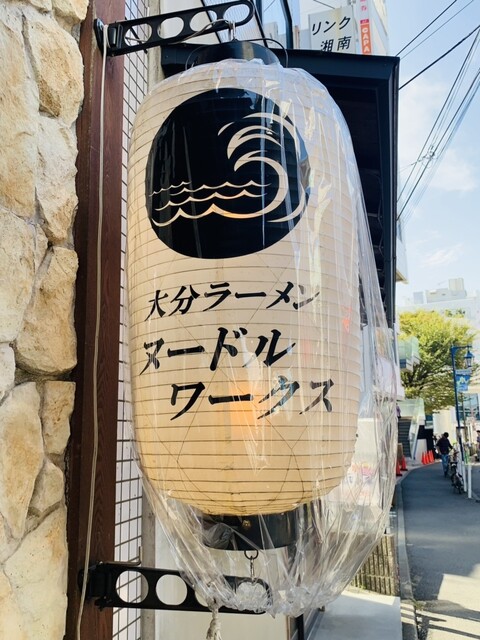 リンク
湘南
大分ラーメン
ヌードル
ワークス